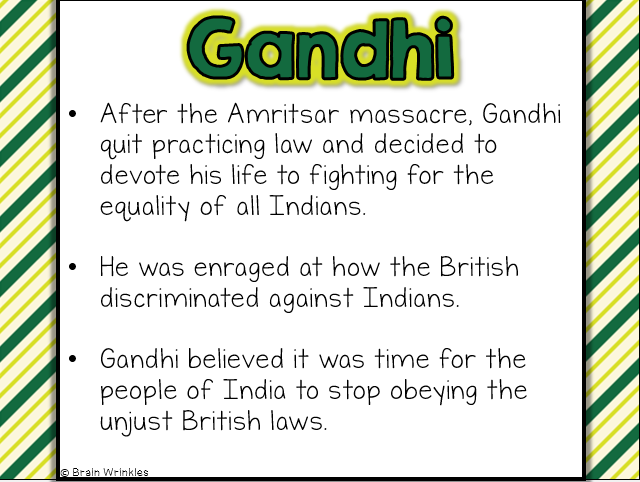 Gandhi
• After the Amritsar massacre, Gandhi
quit practicing law and decided to
devote his life to fighting for the
equality of all Indians.
• He was enraged at how the British
discriminated against Indians.
• Gandhi believed it was time for the
people of India to stop obeying the
unjust British laws.
© Brain Wrinkles